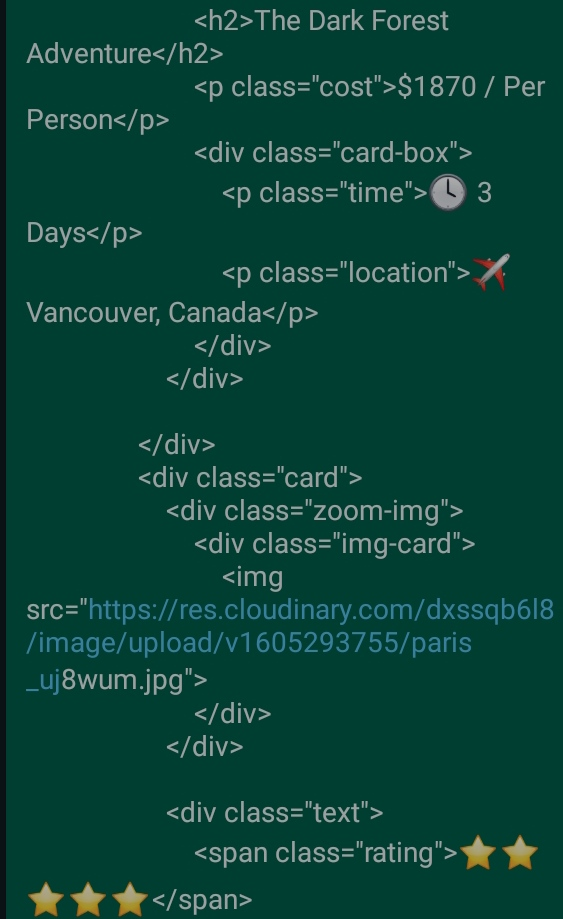 <h2>The Dark Forest
Adventure</h2>
<p class="cost">$1870 / Per
Person</p>
<div class="card-box">
<p class="time">🕓 3
Days</p>
<p class="location">✈️
Vancouver, Canada</p>
</div>
</div>
</div>
<div class="card">
<div class="zoom-img">
<div class="img-card">
<img
src="https://res.cloudinary.com/dxssqb6l8
/image/upload/v1605293755/paris
_uj8wum.jpg">
</div>
</div>
<div class="text">
<span class="rating">⭐⭐
⭐⭐⭐</span>